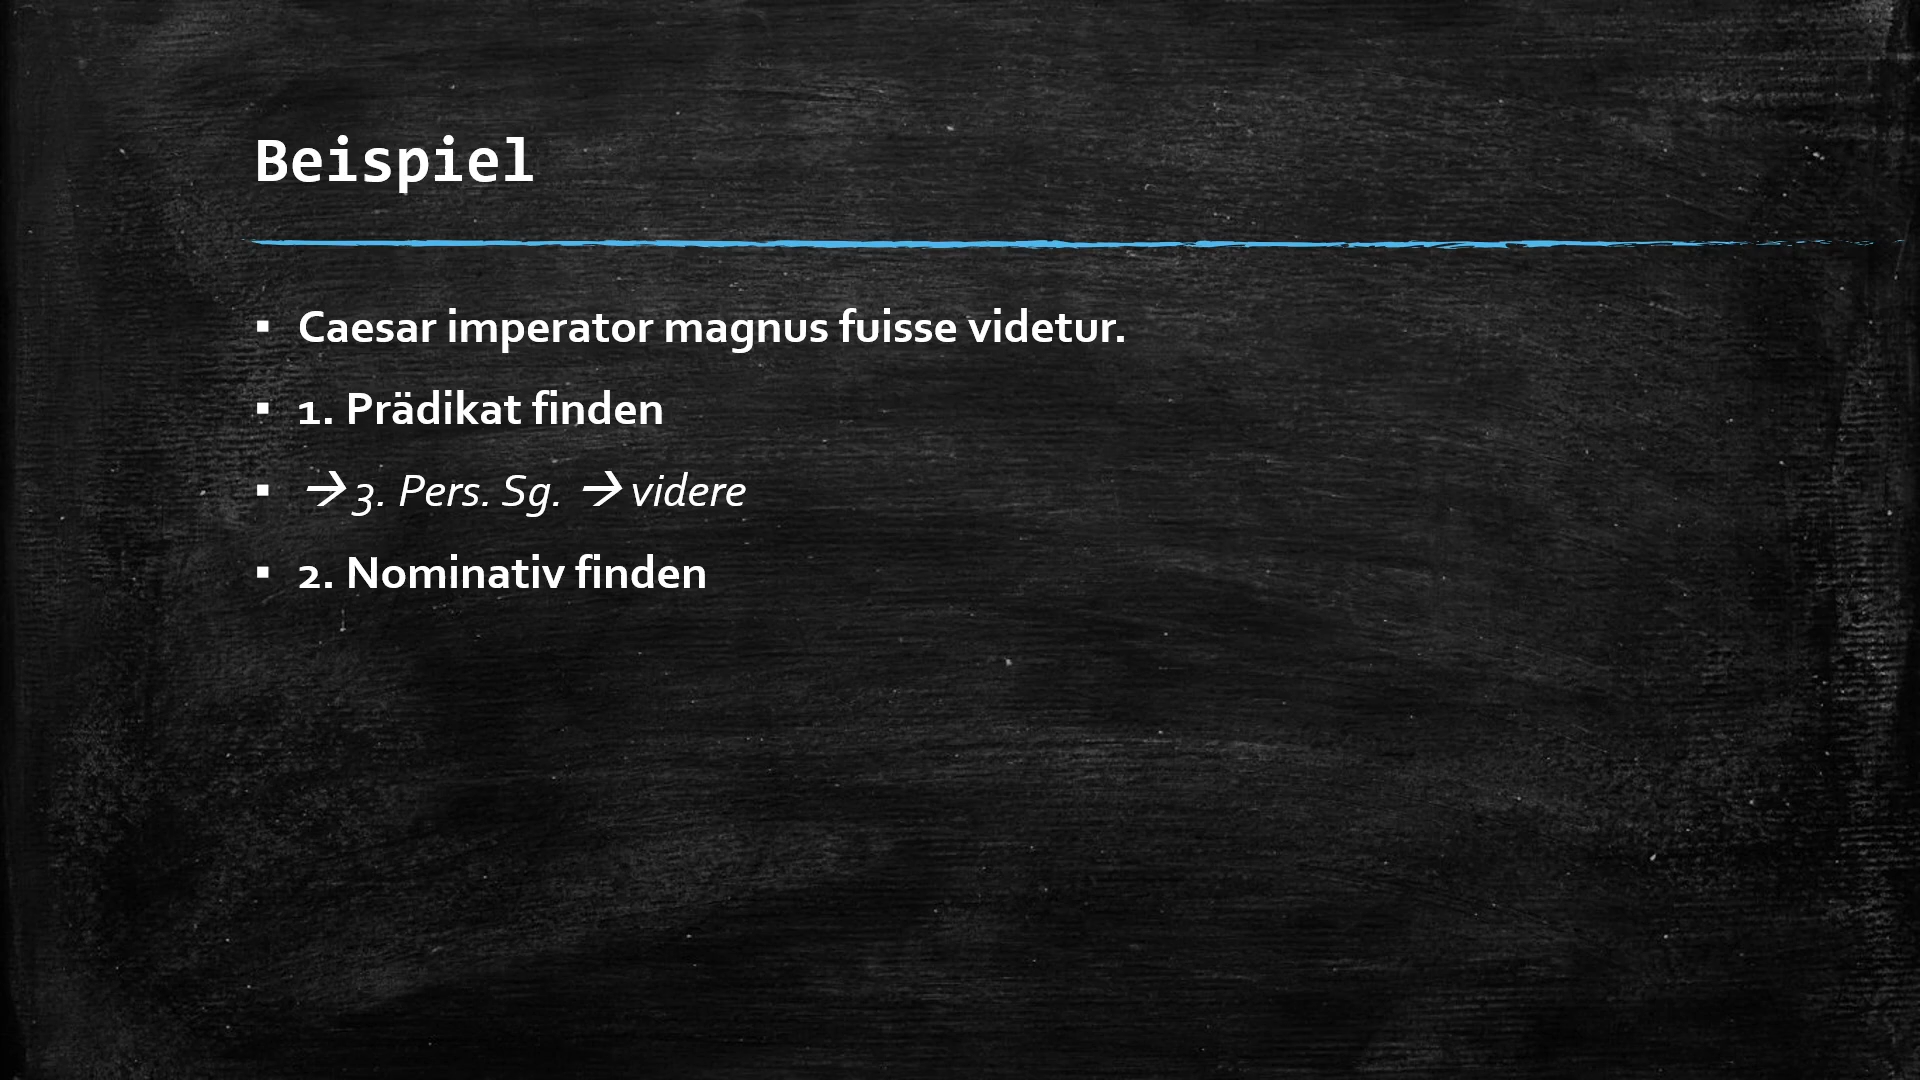 Beispiel
▪ Caesar imperator magnus fuisse videtur.
▪ 1. Prädikat finden
▪ →3. Pers. Sg. → videre
▪ 2. Nominativ finden